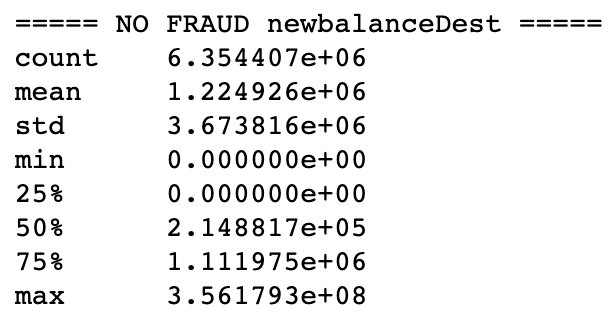 ===== NO FRAUD newbalanceDest =====
count 6.354407e+06
mean 1.224926e+06
std 3.673816e+06
min 0.000000e+00
25% 0.000000e+00
50% 2.148817e+05
75% 1.111975e+06
max 3.561793e+08